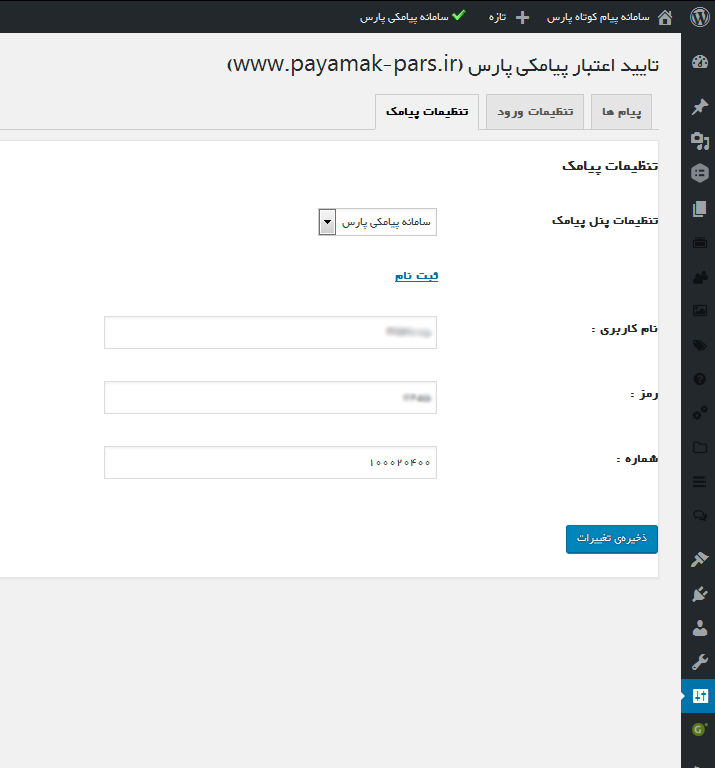 سامانه پیام کوتاه پارس تازه سامانه پیامکی پارس
تایید اعتبار پیامکی پارس (www.payamak-pars.ir)
پیام ها تنظیمات ورود تنظیمات پیامک
تنظیمات پیامک
تنظیمات پنل پیامک سامانه پیامکی پارس
ثبت نام
نام کاربری :
رمز :
شماره : ۱۰۰۰۲۰۴۰۰
ذخیره‌ی تغییرات